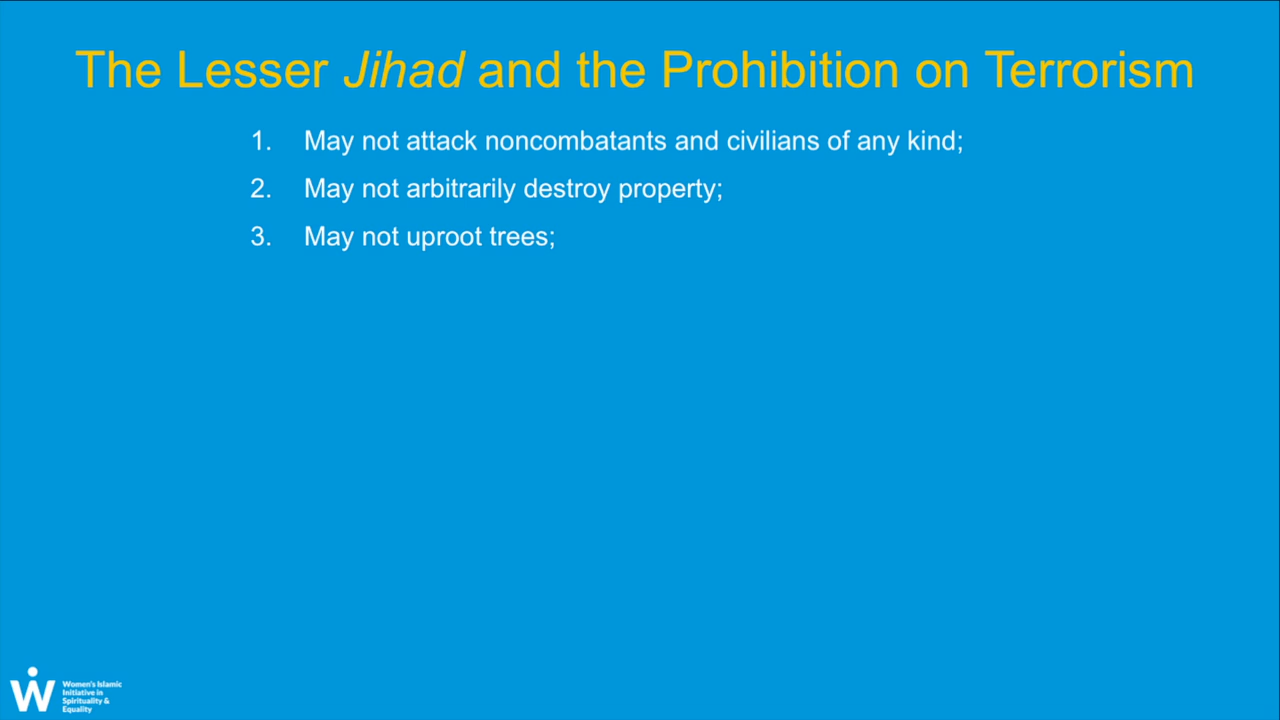 The Lesser Jihad and the Prohibition on Terrorism
1. May not attack noncombatants and civilians of any kind;
2. May not arbitrarily destroy property;
3. May not uproot trees;
W
Women's Islamic
Initiative in
Spirituality &
Equality